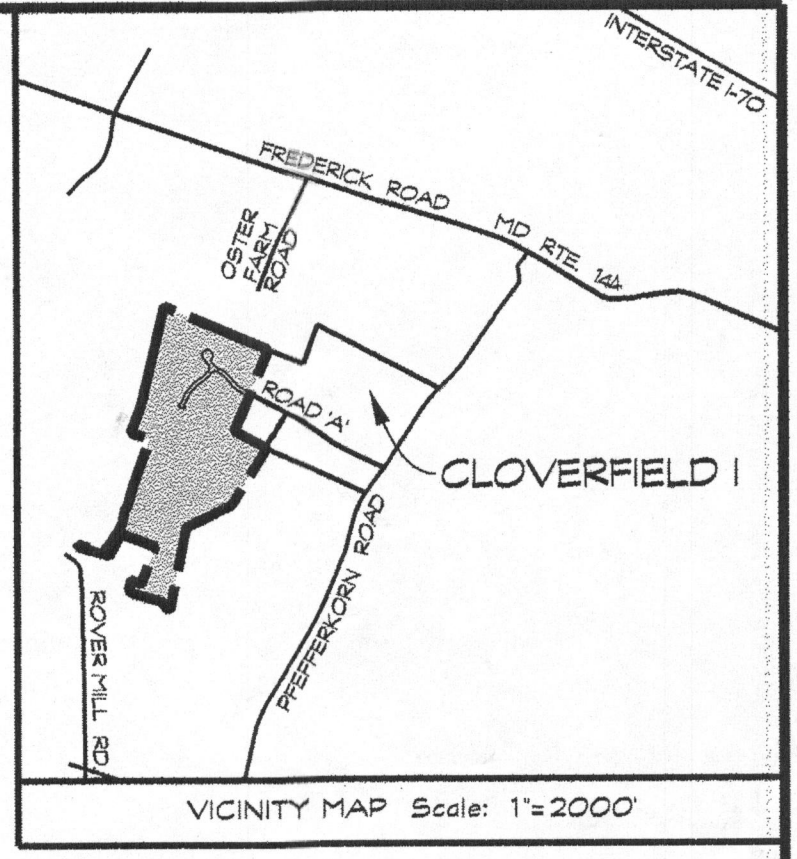 INTERSTATE I-70
FREDERICK ROAD
MD RTE. 144
OSTER
FARM
ROAD
ROAD 'A'
CLOVERFIELD I
PFEFFERKORN ROAD
ROVER MILL RD
VICINITY MAP Scale: 1"=2000'